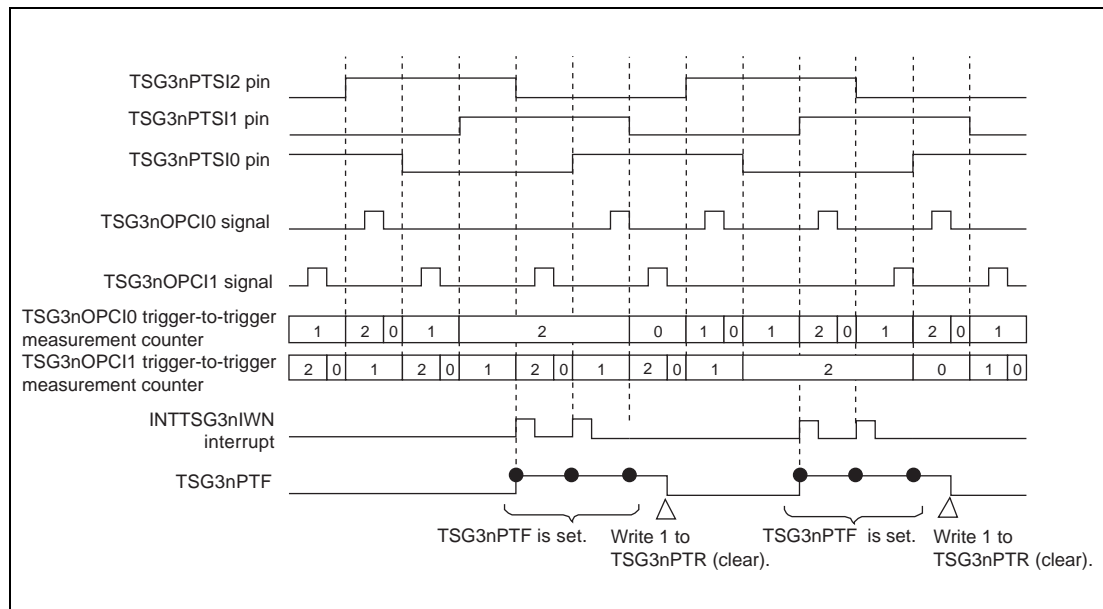 TSG3nPTSI2 pin
TSG3nPTSI1 pin
TSG3nPTSI0 pin
TSG3nOPCI0 signal
TSG3nOPCI1 signal
TSG3nOPCI0 trigger-to-trigger
measurement counter
1 2 0 1 2 0 1 0 1 2 0 1 2 0 1
TSG3nOPCI1 trigger-to-trigger
measurement counter
2 0 1 2 0 1 2 0 1 2 0 1 2 0 1 0
INTTSG3nIWN
interrupt
TSG3nPTF
TSG3nPTF is set.
Write 1 to
TSG3nPTR (clear).
TSG3nPTF is set.
Write 1 to
TSG3nPTR (clear).